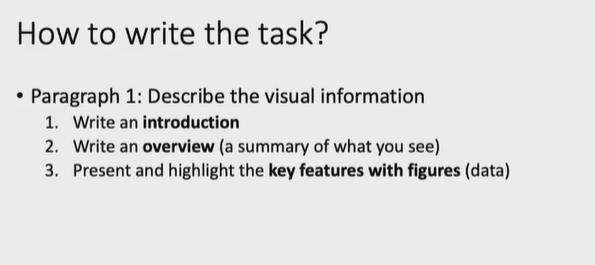 How to write the task?
• Paragraph 1: Describe the visual information
1. Write an introduction
2. Write an overview (a summary of what you see)
3. Present and highlight the key features with figures (data)